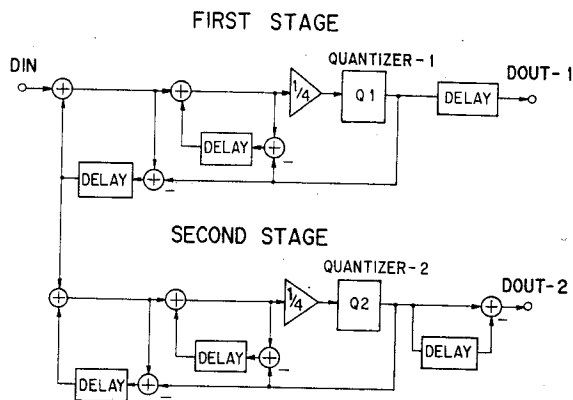 FIRST STAGE
QUANTIZER-1
DIN
DOUT-1
+
+
1/4
Q1
DELAY
DELAY
+
-
DELAY
+
-
SECOND STAGE
QUANTIZER-2
DOUT-2
+
+
1/4
Q2
+
-
DELAY
+
-
DELAY
DELAY
+
-